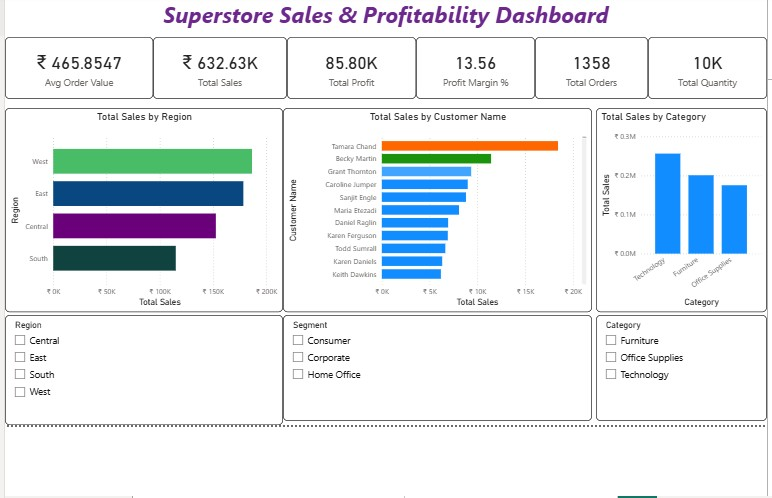 Superstore Sales & Profitability Dashboard
₹ 465.8547
Avg Order Value
₹ 632.63K
Total Sales
85.80K
Total Profit
13.56
Profit Margin %
1358
Total Orders
10K
Total Quantity
Total Sales by Region
Region
West
East
Central
South
₹ 0K ₹ 50K ₹ 100K ₹ 150K ₹ 200K
Total Sales
Total Sales by Customer Name
Customer Name
Tamara Chand
Becky Martin
Grant Thornton
Caroline Jumper
Sanjit Engle
Maria Etezadi
Daniel Raglin
Karen Ferguson
Todd Sumrall
Karen Daniels
Keith Dawkins
₹ 0K ₹ 5K ₹ 10K ₹ 15K ₹ 20K
Total Sales
Total Sales by Category
Total Sales
₹ 0.3M
₹ 0.2M
₹ 0.1M
₹ 0.0M
Technology Furniture Office Supplies
Category
Region
Central
East
South
West
Segment
Consumer
Corporate
Home Office
Category
Furniture
Office Supplies
Technology